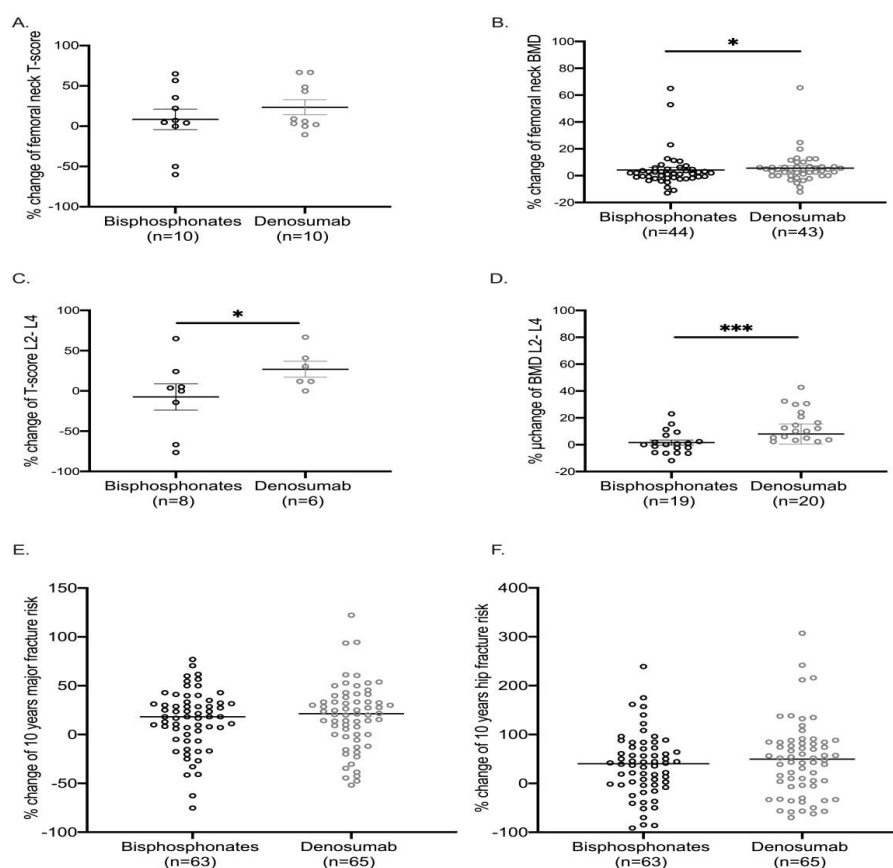 A.
% change of femoral neck T-score
100
50
0
-50
-100
Bisphosphonates
(n=10)
Denosumab
(n=10)
B.
% change of femoral neck BMD
100
80
60
40
20
0
-20
*
Bisphosphonates
(n=44)
Denosumab
(n=43)
C.
% change of T-score L2- L4
100
50
0
-50
-100
*
Bisphosphonates
(n=8)
Denosumab
(n=6)
D.
% µchange of BMD L2- L4
100
80
60
40
20
0
-20
***
Bisphosphonates
(n=19)
Denosumab
(n=20)
E.
% change of 10 years major fracture risk
150
100
50
0
-50
-100
Bisphosphonates
(n=63)
Denosumab
(n=65)
F.
% change of 10 years hip fracture risk
400
300
200
100
0
-100
Bisphosphonates
(n=63)
Denosumab
(n=65)